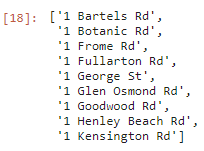 [18]: ['1 Bartels Rd',
'1 Botanic Rd',
'1 Frome Rd',
'1 Fullarton Rd',
'1 George St',
'1 Glen Osmond Rd',
'1 Goodwood Rd',
'1 Henley Beach Rd',
'1 Kensington Rd']